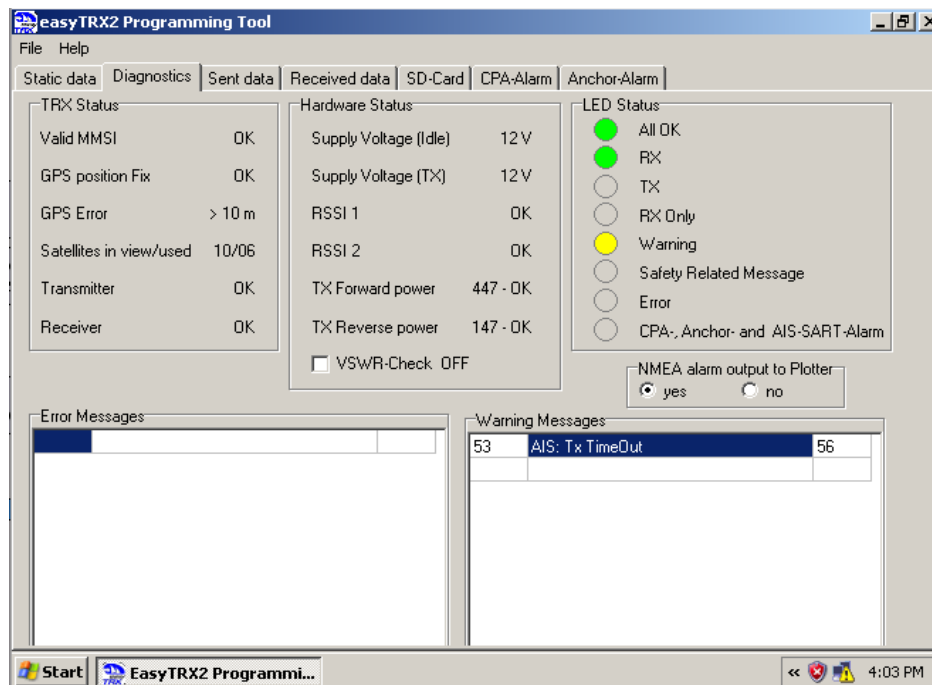 easyTRX2 Programming Tool
File Help
Static data Diagnostics Sent data Received data SD-Card CPA-Alarm Anchor-Alarm
TRX Status
Valid MMSI OK
GPS position Fix OK
GPS Error > 10 m
Satellites in view/used 10/06
Transmitter OK
Receiver OK
Hardware Status
Supply Voltage (Idle) 12 V
Supply Voltage (TX) 12 V
RSSI 1 OK
RSSI 2 OK
TX Forward power 447 - OK
TX Reverse power 147 - OK
VSWR-Check OFF
LED Status
All OK
RX
TX
RX Only
Warning
Safety Related Message
Error
CPA-, Anchor- and AIS-SART-Alarm
NMEA alarm output to Plotter
yes no
Error Messages
Warning Messages
53 AIS: Tx TimeOut 56
Start EasyTRX2 Programmi... « 4:03 PM